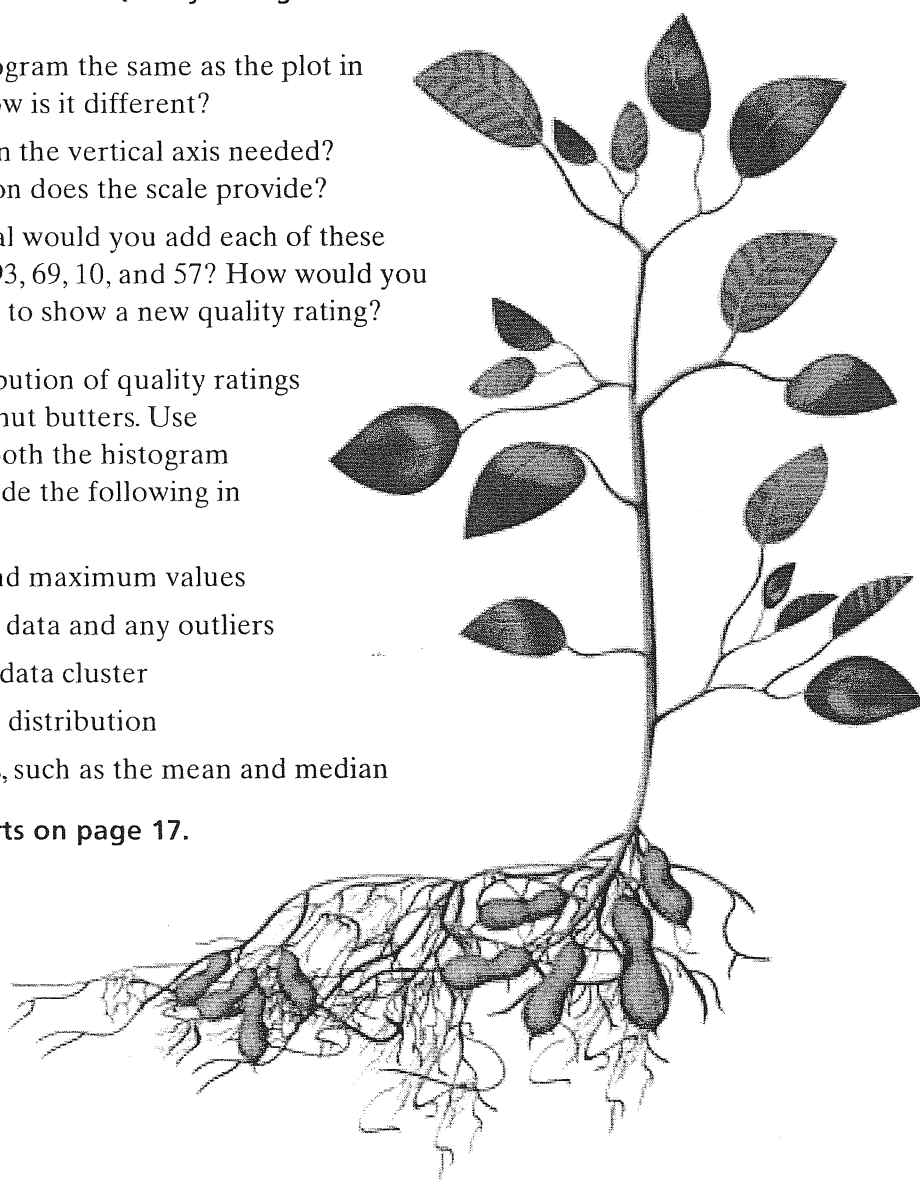 ogram the same as the plot in
ow is it different?
n the vertical axis needed?
on does the scale provide?
al would you add each of these
93, 69, 10, and 57? How would you
to show a new quality rating?
bution of quality ratings
nut butters. Use
both the histogram
de the following in
nd maximum values
data and any outliers
data cluster
distribution
, such as the mean and median
rts on page 17.